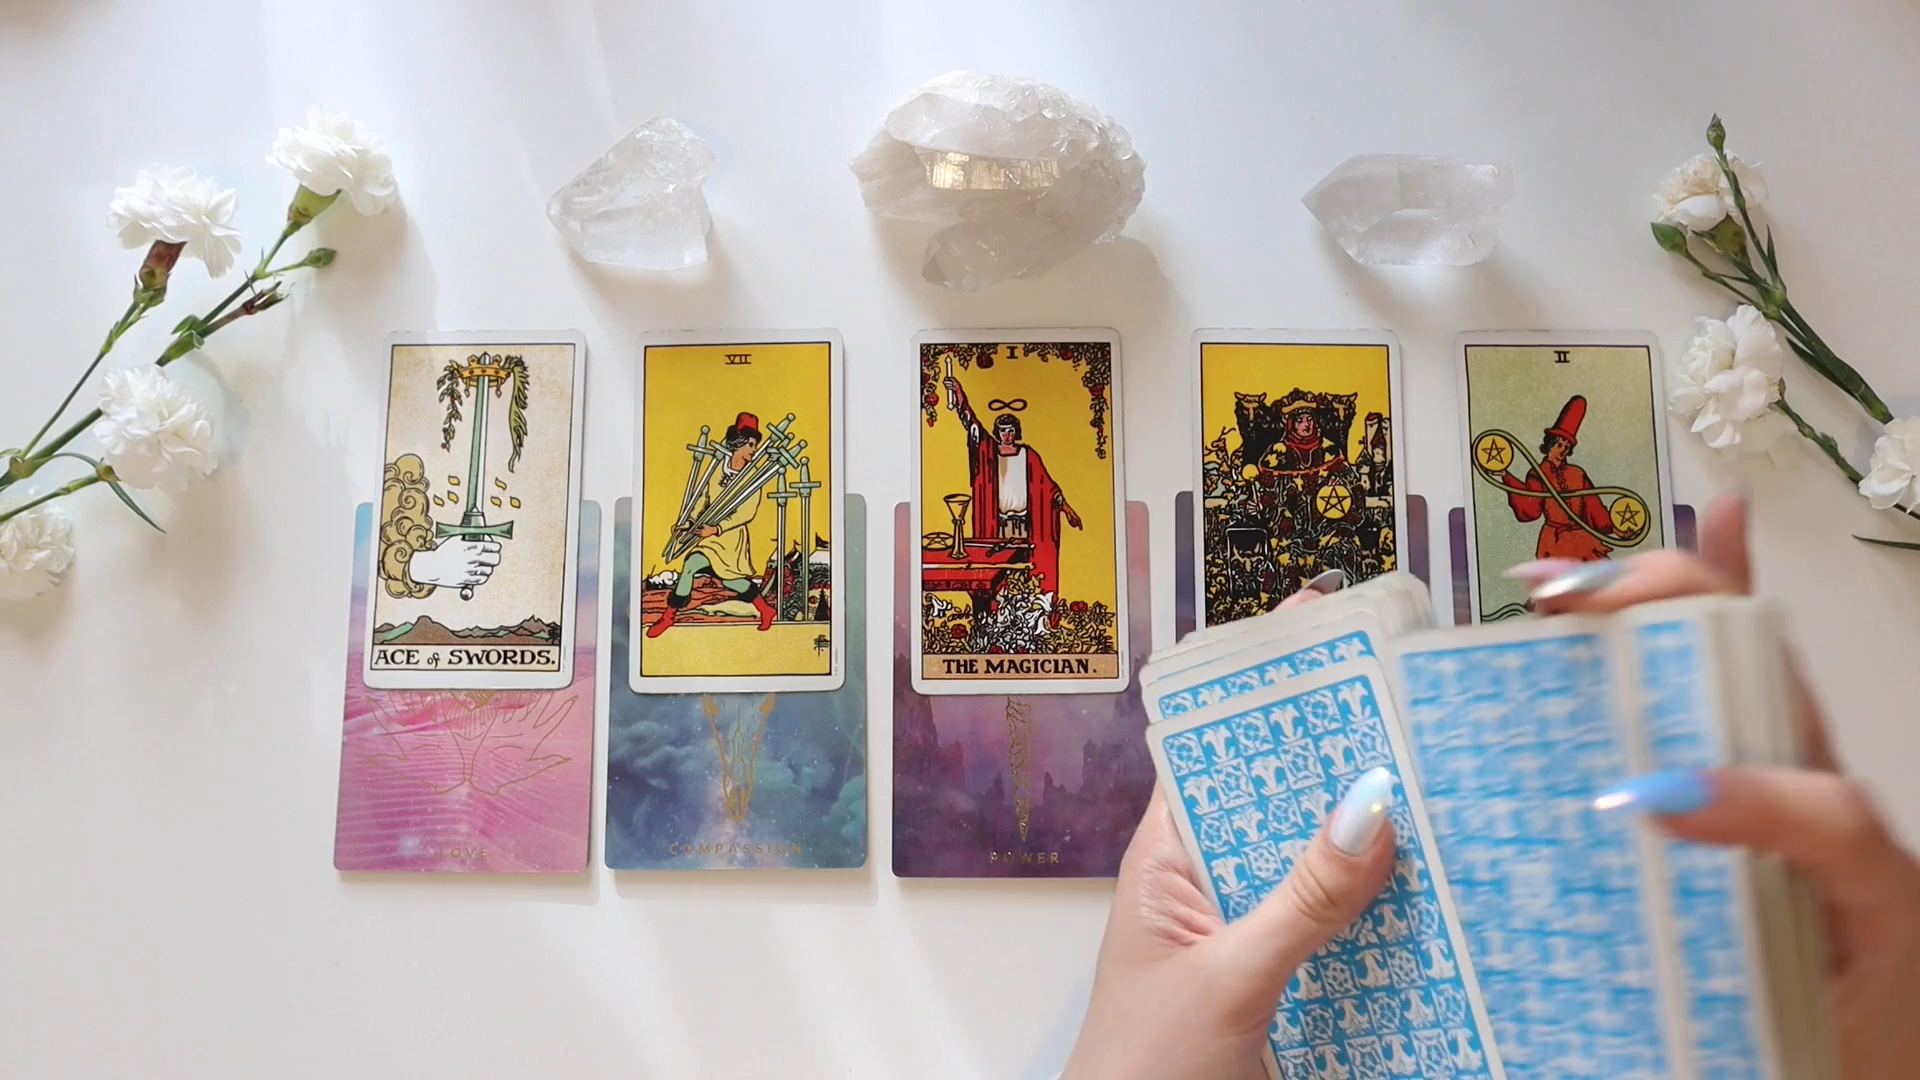 VII
I
II
ACE of SWORDS.
THE MAGICIAN.
LOVE
COMPASSION
POWER